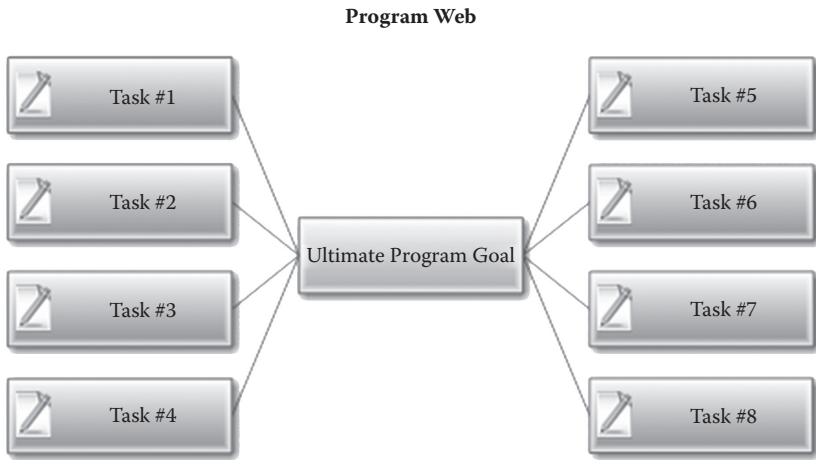 Program Web
Task #1
Task #2
Task #3
Task #4
Ultimate Program Goal
Task #5
Task #6
Task #7
Task #8